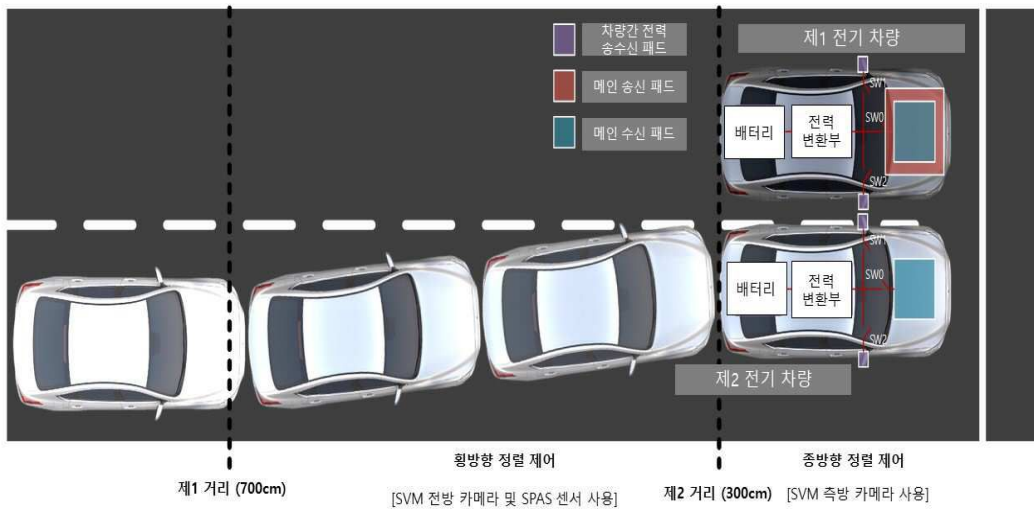 차량간 전력
송수신 패드
메인 송신 패드
메인 수신 패드
제1 전기 차량
SW1
SW0
배터리
전력
변환부
SW2
SW1
SW0
배터리
전력
변환부
SW2
제2 전기 차량
횡방향 정렬 제어
종방향 정렬 제어
제1 거리 (700cm)
[SVM 전방 카메라 및 SPAS 센서 사용]
제2 거리 (300cm)
[SVM 측방 카메라 사용]